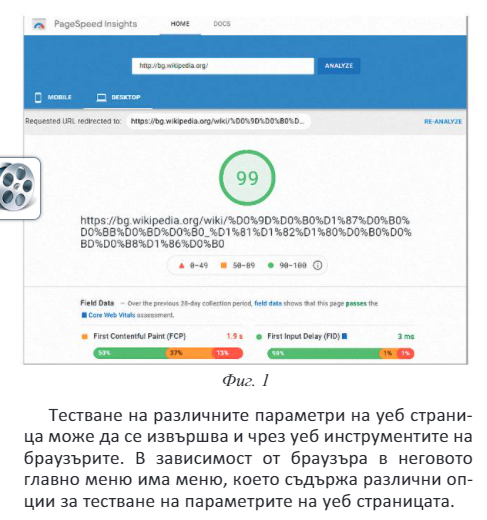 PageSpeed Insights HOME DOCS
http://bg.wikipedia.org/ ANALYZE
MOBILE DESKTOP
Requested URL redirected to: https://bg.wikipedia.org/wiki/%D0%9D%D0%B0%D... RE-ANALYZE
99
https://bg.wikipedia.org/wiki/%D0%9D%D0%B0%D1%87%D0%B0%
D0%BB%D0%BD%D0%B0_%D1%81%D1%82%D1%80%D0%B0%D0%
BD%D0%B8%D1%86%D0%B0
0-49 50-89 90-100
Field Data – Over the previous 28-day collection period, field data shows that this page passes the
Core Web Vitals assessment.
First Contentful Paint (FCP) 1.9 s First Input Delay (FID) 3 ms
50% 37% 13% 98% 1% 1%
Фиг. 1
Тестване на различните параметри на уеб страни-
ца може да се извършва и чрез уеб инструментите на
браузърите. В зависимост от браузъра в неговото
главно меню има меню, което съдържа различни оп-
ции за тестване на параметрите на уеб страницата.